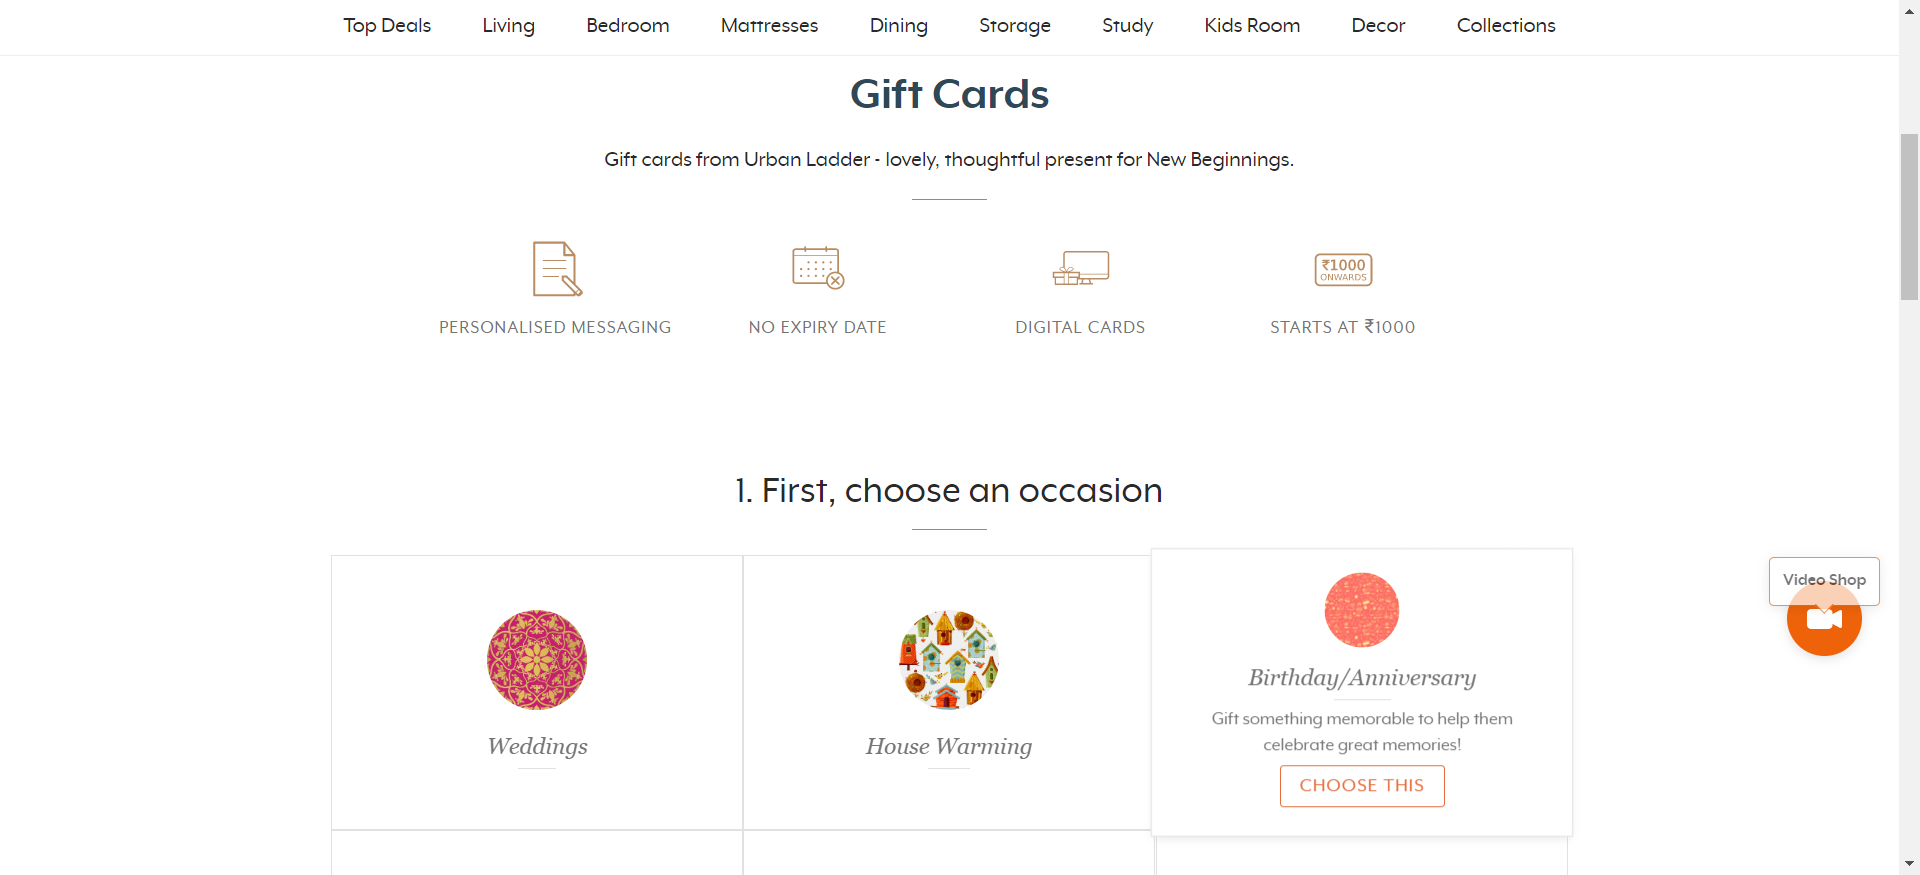 Top Deals Living Bedroom Mattresses Dining Storage Study Kids Room Decor Collections
Gift Cards
Gift cards from Urban Ladder - lovely, thoughtful present for New Beginnings.
₹1000
ONWARDS
PERSONALISED MESSAGING NO EXPIRY DATE DIGITAL CARDS STARTS AT ₹1000
1. First, choose an occasion
Video Shop
Weddings
House Warming
Birthday/Anniversary
Gift something memorable to help them
celebrate great memories!
CHOOSE THIS